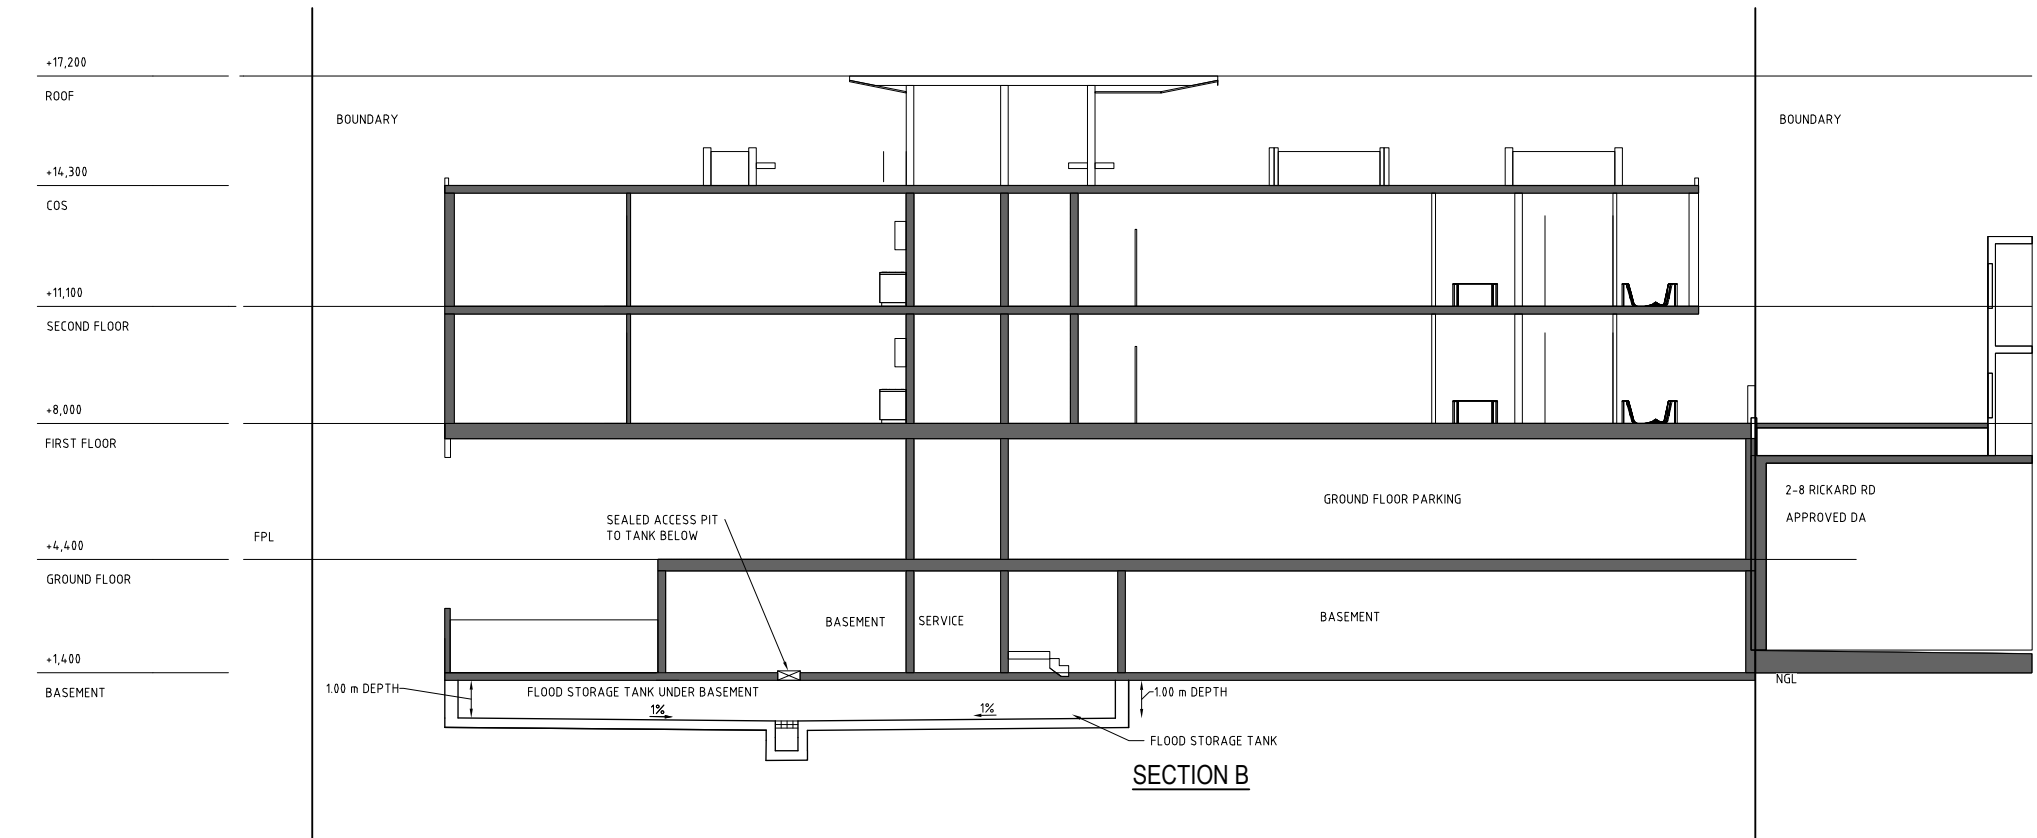 +17,200
ROOF
BOUNDARY
BOUNDARY
+14,300
COS
+11,100
SECOND FLOOR
+8,000
FIRST FLOOR
2-8 RICKARD RD
APPROVED DA
GROUND FLOOR PARKING
SEALED ACCESS PIT
TO TANK BELOW
FPL
+4,400
GROUND FLOOR
BASEMENT
SERVICE
BASEMENT
+1,400
BASEMENT
NGL
1.00 m DEPTH
FLOOD STORAGE TANK UNDER BASEMENT
1.00 m DEPTH
1%
1%
FLOOD STORAGE TANK
SECTION B